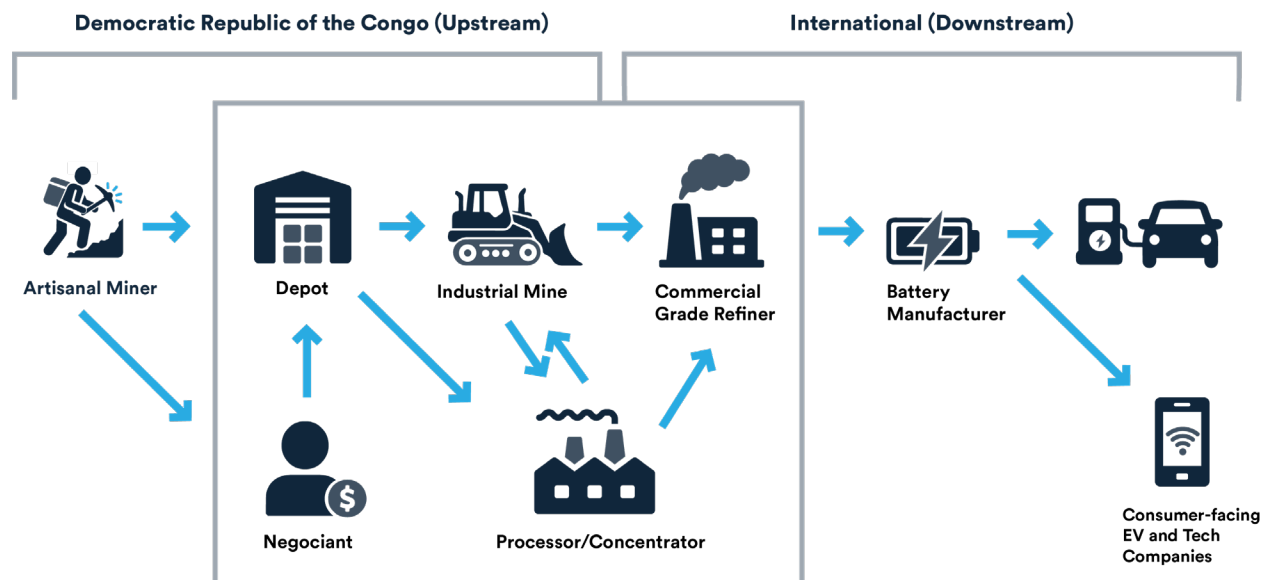 Democratic Republic of the Congo (Upstream)
International (Downstream)
Artisanal Miner
Depot
Industrial Mine
Commercial
Grade Refiner
Battery
Manufacturer
$
Negociant
Processor/Concentrator
Consumer-facing
EV and Tech
Companies